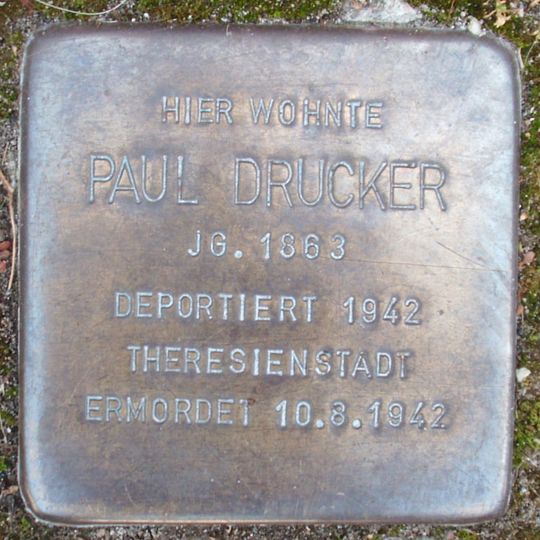 HIER WOHNTE
PAUL DRUCKER
JG. 1863
DEPORTIERT 1942
THERESIENSTADT
ERMORDET 10.8.1942